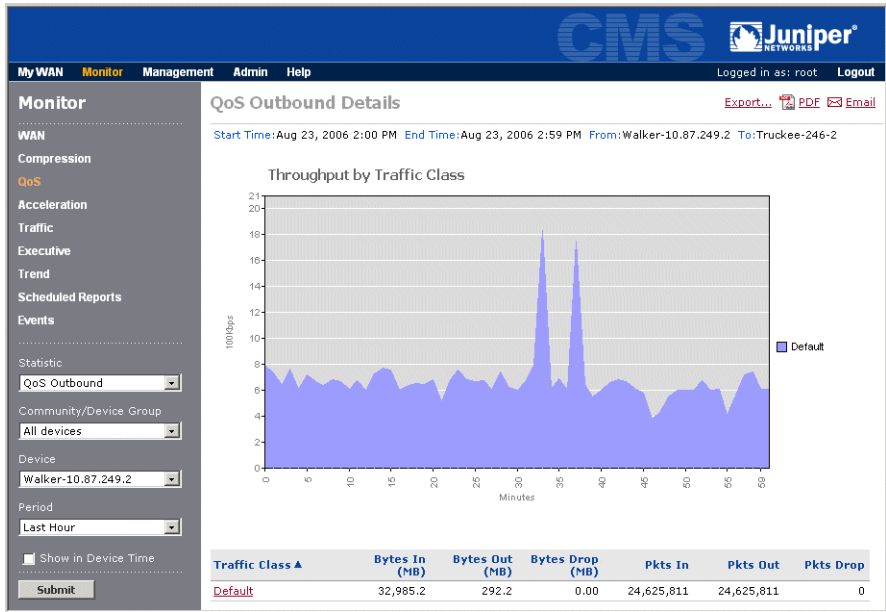 CMS
Juniper®
NETWORKS
My WAN Monitor Management Admin Help
Logged in as: root Logout
Monitor
WAN
Compression
QoS
Acceleration
Traffic
Executive
Trend
Scheduled Reports
Events
Statistic
QoS Outbound
Community/Device Group
All devices
Device
Walker-10.87.249.2
Period
Last Hour
Show in Device Time
Submit
QoS Outbound Details
Export... PDF Email
Start Time:Aug 23, 2006 2:00 PM End Time:Aug 23, 2006 2:59 PM From:Walker-10.87.249.2 To:Truckee-246-2
Throughput by Traffic Class
21
20
18
16
14
12
10
8
6
4
2
0
100Kbps
0 5 10 15 20 25 30 35 40 45 50 55 59
Minutes
Default
Traffic Class Bytes In (MB) Bytes Out (MB) Bytes Drop (MB) Pkts In Pkts Out Pkts Drop
Default 32,985.2 292.2 0.00 24,625,811 24,625,811 0